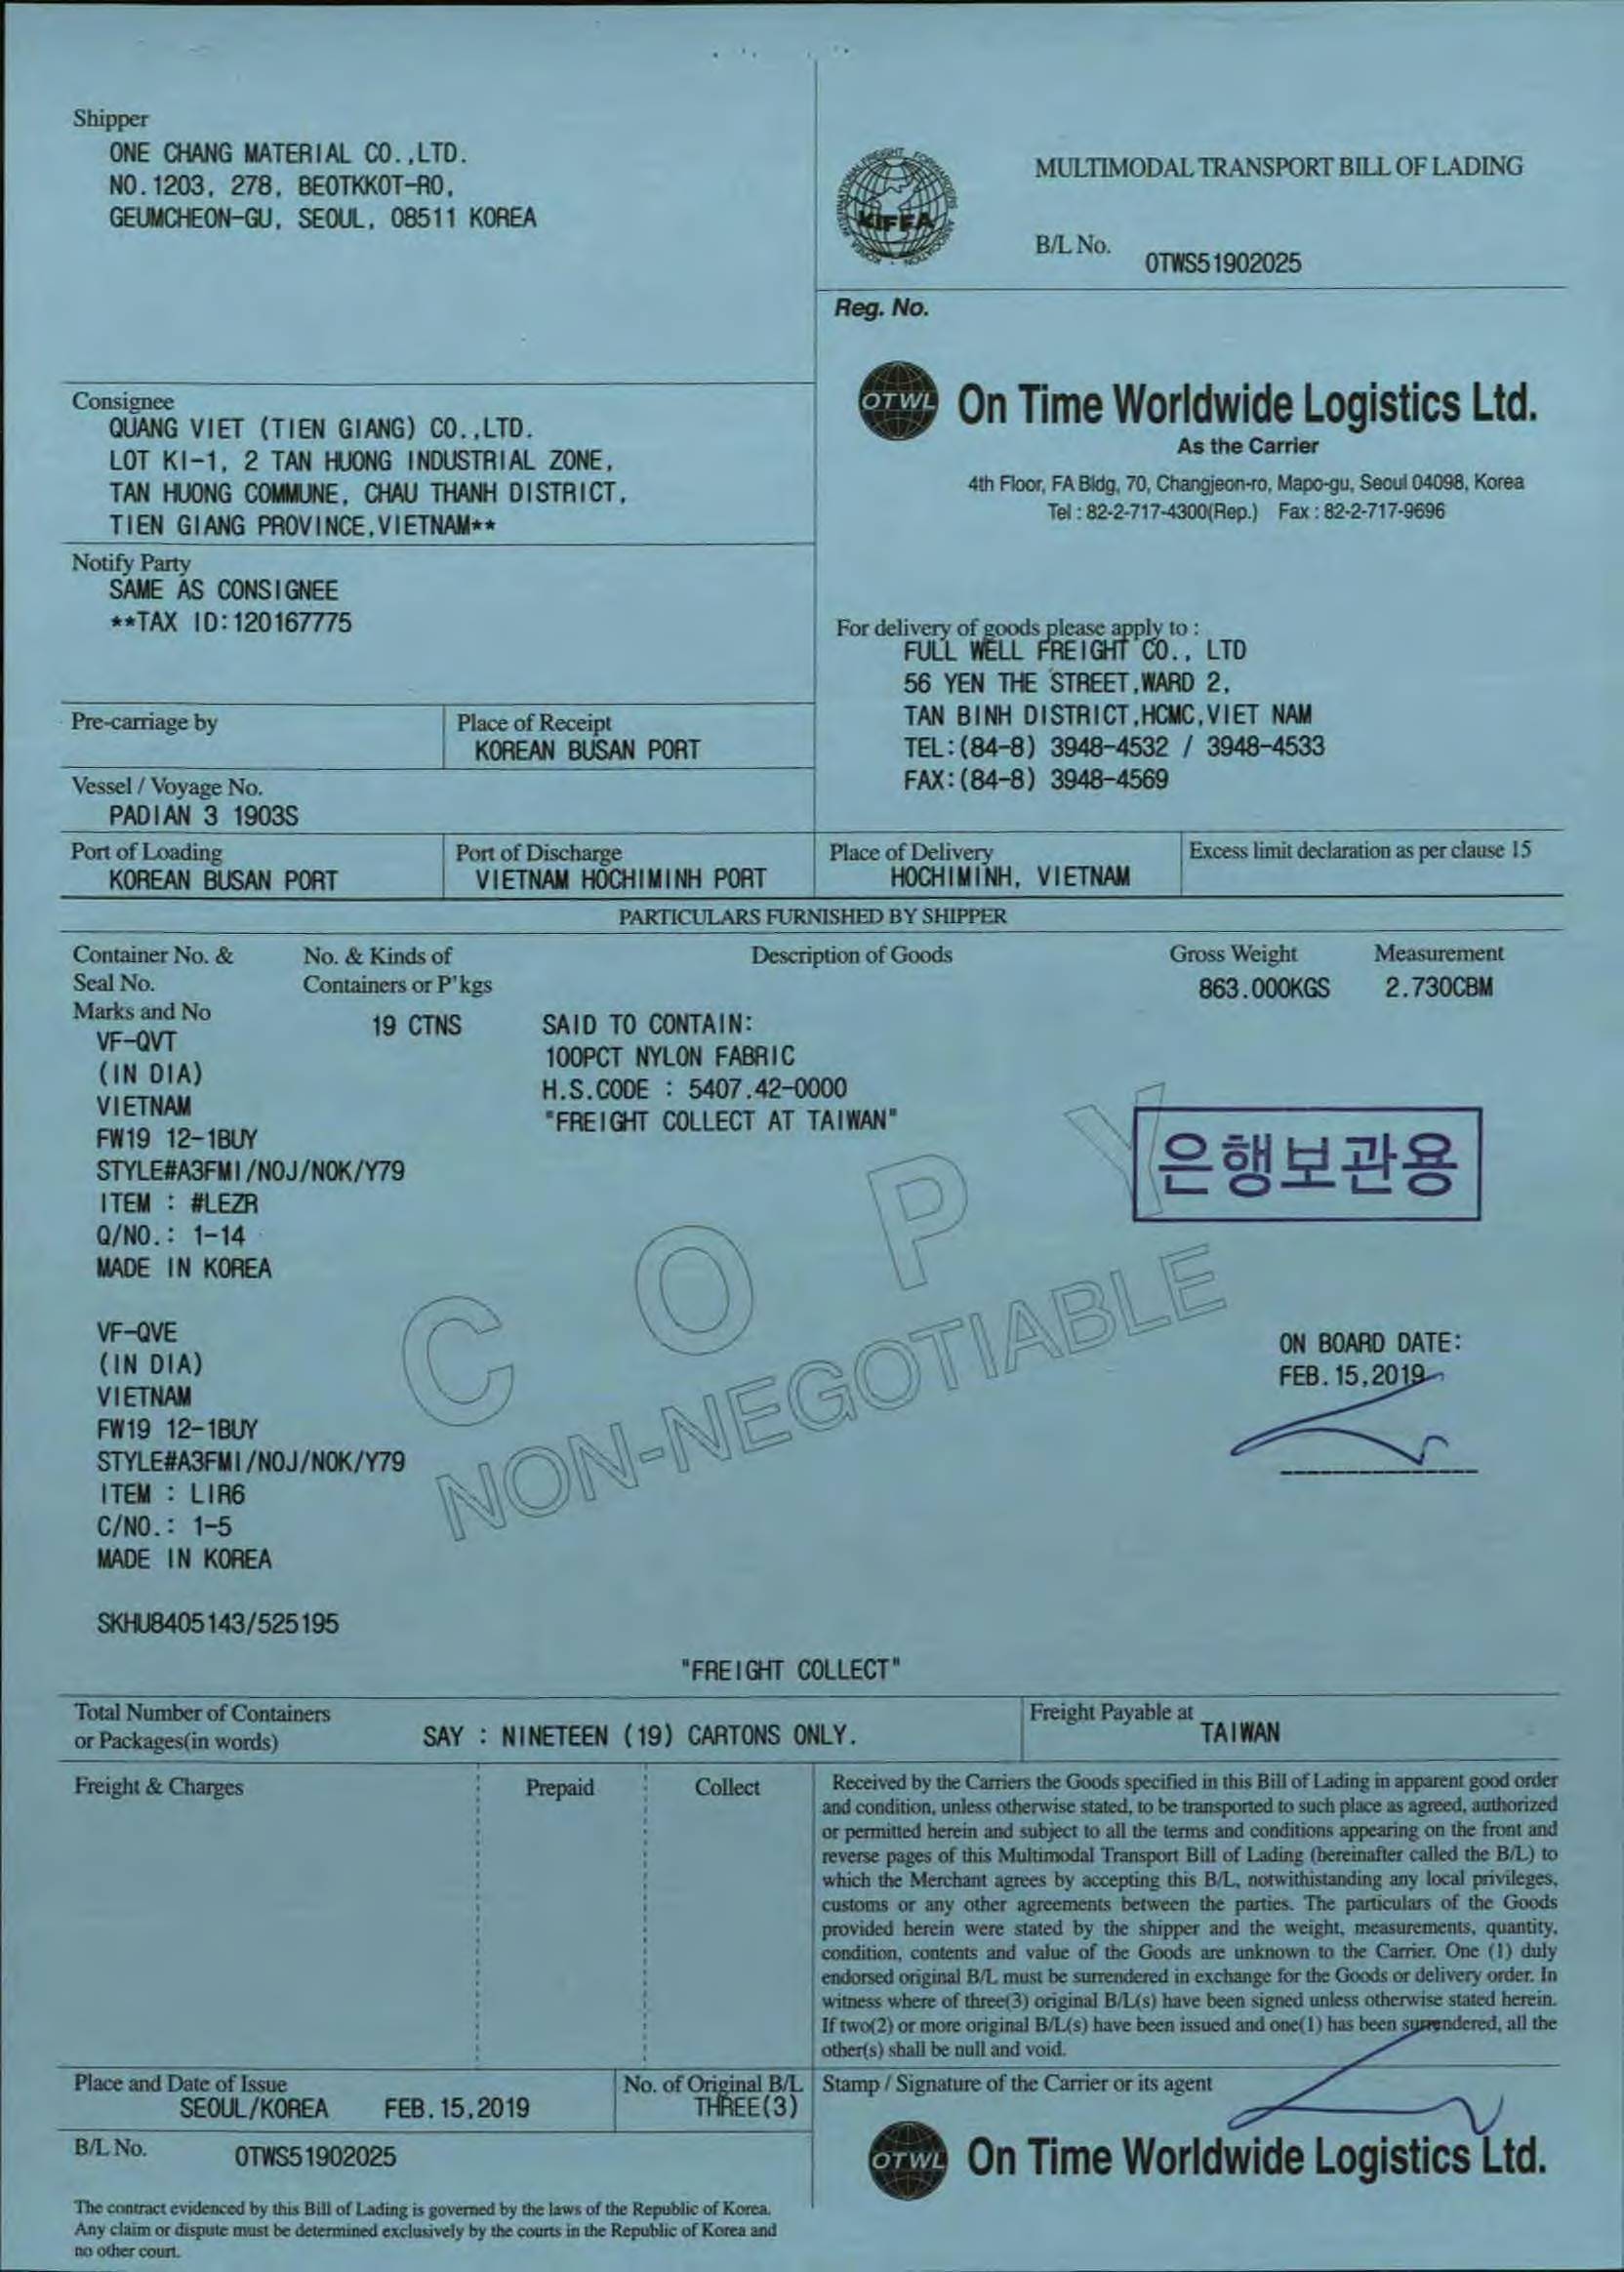 Shipper
ONE CHANG MATERIAL CO.,LTD.
NO.1203, 278, BEOTKKOT-RO,
GEUMCHEON-GU, SEOUL, 08511 KOREA
KIFFA
MULTIMODAL TRANSPORT BILL OF LADING
B/L No.
OTWS51902025
Reg. No.
OTWL On Time Worldwide Logistics Ltd.
As the Carrier
4th Floor, FA Bldg, 70, Changjeon-ro, Mapo-gu, Seoul 04098, Korea
Tel : 82-2-717-4300(Rep.) Fax : 82-2-717-9696
Consignee
QUANG VIET (TIEN GIANG) CO.,LTD.
LOT KI-1, 2 TAN HUONG INDUSTRIAL ZONE,
TAN HUONG COMMUNE, CHAU THANH DISTRICT,
TIEN GIANG PROVINCE,VIETNAM**
Notify Party
SAME AS CONSIGNEE
**TAX ID:120167775
For delivery of goods please apply to :
FULL WELL FREIGHT CO., LTD
56 YEN THE STREET,WARD 2,
TAN BINH DISTRICT,HCMC,VIET NAM
TEL:(84-8) 3948-4532 / 3948-4533
FAX:(84-8) 3948-4569
Pre-carriage by
Place of Receipt
KOREAN BUSAN PORT
Vessel / Voyage No.
PADIAN 3 1903S
Port of Loading
KOREAN BUSAN PORT
Port of Discharge
VIETNAM HOCHIMINH PORT
Place of Delivery
HOCHIMINH, VIETNAM
Excess limit declaration as per clause 15
PARTICULARS FURNISHED BY SHIPPER
Container No. &
Seal No.
Marks and No
No. & Kinds of
Containers or P'kgs
Description of Goods
Gross Weight
Measurement
863.000KGS
2.730CBM
19 CTNS
SAID TO CONTAIN:
100PCT NYLON FABRIC
H.S.CODE : 5407.42-0000
"FREIGHT COLLECT AT TAIWAN"
VF-QVT
(IN DIA)
VIETNAM
FW19 12-1BUY
STYLE#A3FMI/NOJ/NOK/Y79
ITEM : #LEZR
Q/NO.: 1-14
MADE IN KOREA
은행보관용
COPY
NON-NEGOTIABLE
VF-QVE
(IN DIA)
VIETNAM
FW19 12-1BUY
STYLE#A3FMI/NOJ/NOK/Y79
ITEM : LIR6
C/NO.: 1-5
MADE IN KOREA
ON BOARD DATE:
FEB.15,2019
SKHU8405143/525195
"FREIGHT COLLECT"
Total Number of Containers
or Packages(in words)
SAY : NINETEEN (19) CARTONS ONLY.
Freight Payable at
TAIWAN
Freight & Charges
Prepaid
Collect
Received by the Carriers the Goods specified in this Bill of Lading in apparent good order
and condition, unless otherwise stated, to be transported to such place as agreed, authorized
or permitted herein and subject to all the terms and conditions appearing on the front and
reverse pages of this Multimodal Transport Bill of Lading (hereinafter called the B/L) to
which the Merchant agrees by accepting this B/L, notwithistanding any local privileges,
customs or any other agreements between the parties. The particulars of the Goods
provided herein were stated by the shipper and the weight, measurements, quantity,
condition, contents and value of the Goods are unknown to the Carrier. One (1) duly
endorsed original B/L must be surrendered in exchange for the Goods or delivery order. In
witness where of three(3) original B/L(s) have been signed unless otherwise stated herein.
If two(2) or more original B/L(s) have been issued and one(1) has been surrendered, all the
other(s) shall be null and void.
Place and Date of Issue
SEOUL/KOREA FEB.15,2019
No. of Original B/L
THREE(3)
Stamp / Signature of the Carrier or its agent
B/L No.
OTWS51902025
OTWL On Time Worldwide Logistics Ltd.
The contract evidenced by this Bill of Lading is governed by the laws of the Republic of Korea.
Any claim or dispute must be determined exclusively by the courts in the Republic of Korea and
no other court.